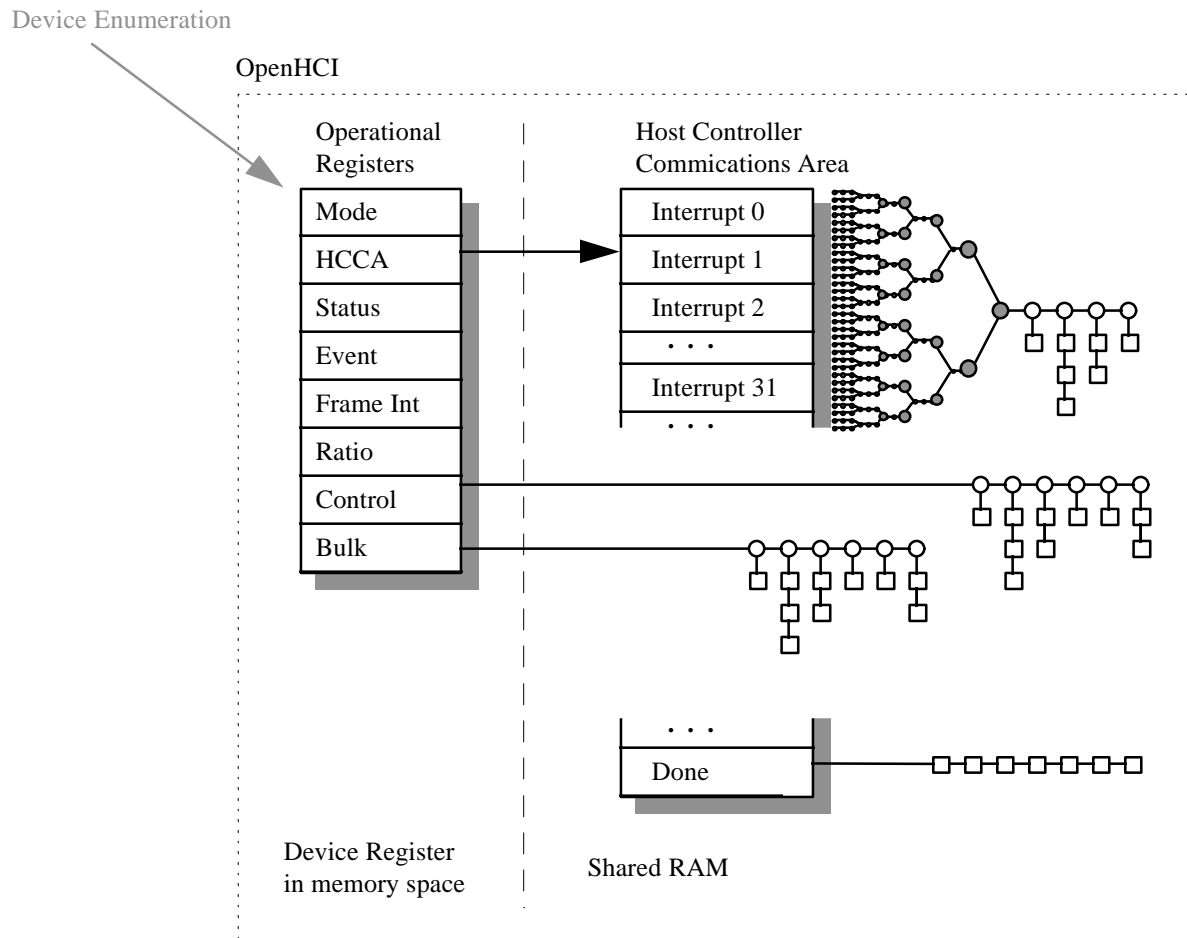 Device Enumeration
OpenHCI
Operational
Registers
Mode
HCCA
Status
Event
Frame Int
Ratio
Control
Bulk
Host Controller
Commications Area
Interrupt 0
Interrupt 1
Interrupt 2
. . .
Interrupt 31
. . .
. . .
Done
Device Register
in memory space
Shared RAM